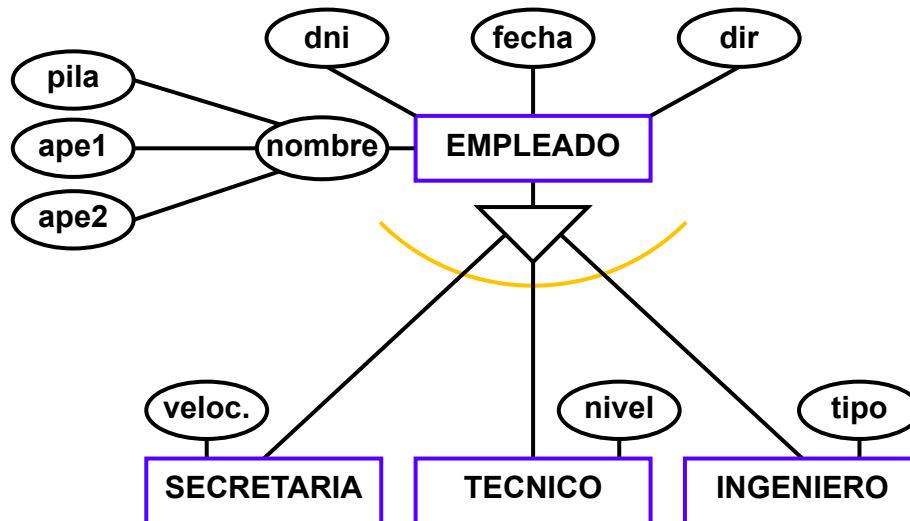 dni
fecha
dir
pila
ape1
nombre
EMPLEADO
ape2
veloc.
nivel
tipo
SECRETARIA
TECNICO
INGENIERO